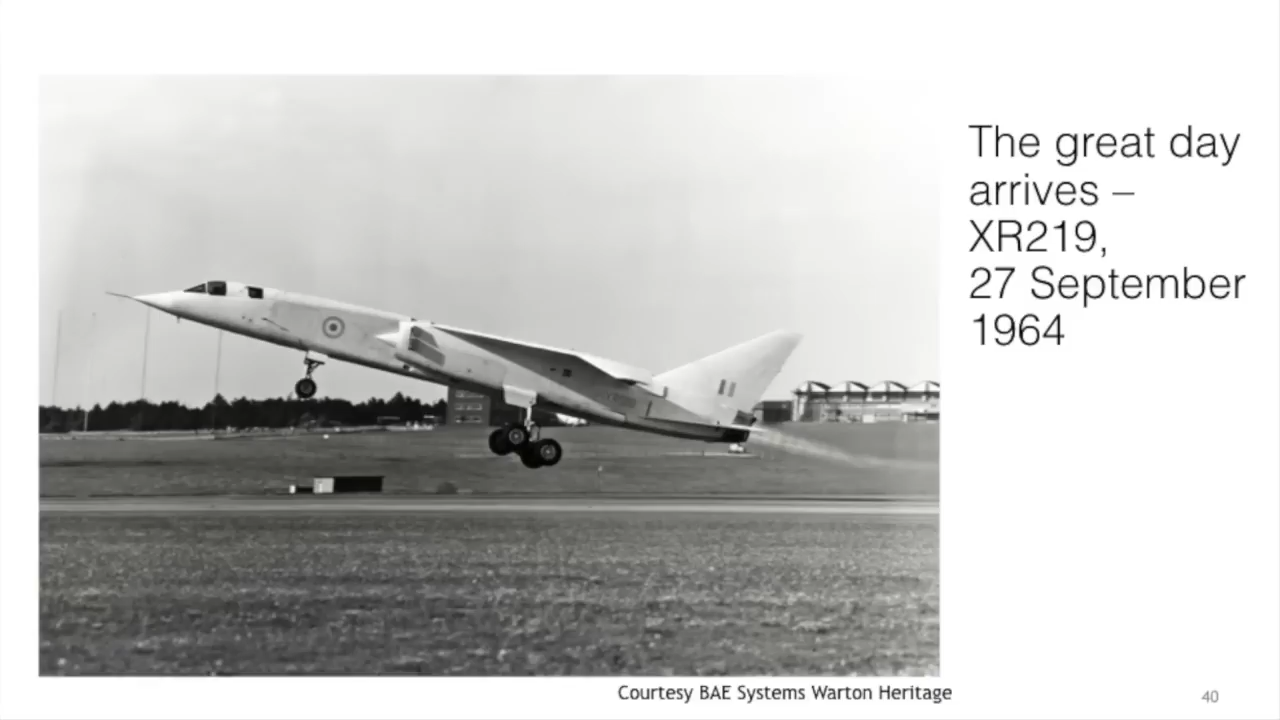 The great day
arrives –
XR219,
27 September
1964
Courtesy BAE Systems Warton Heritage
40